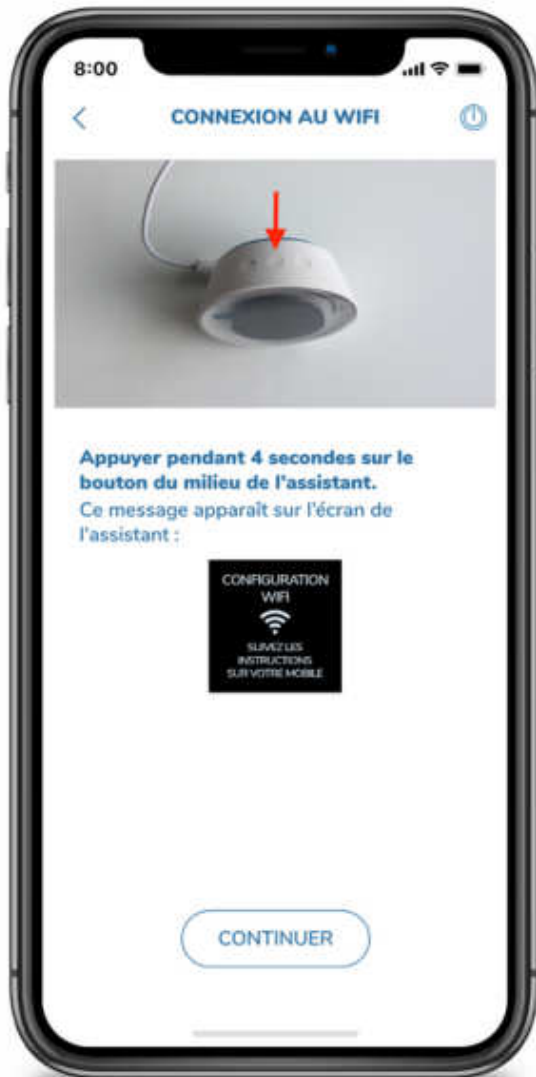 8:00
CONNEXION AU WIFI
Appuyer pendant 4 secondes sur le
bouton du milieu de l'assistant.
Ce message apparaît sur l'écran de
l'assistant :
CONFIGURATION
WIFI
SUIVEZ LES
INSTRUCTIONS
SUR VOTRE MOBILE
CONTINUER